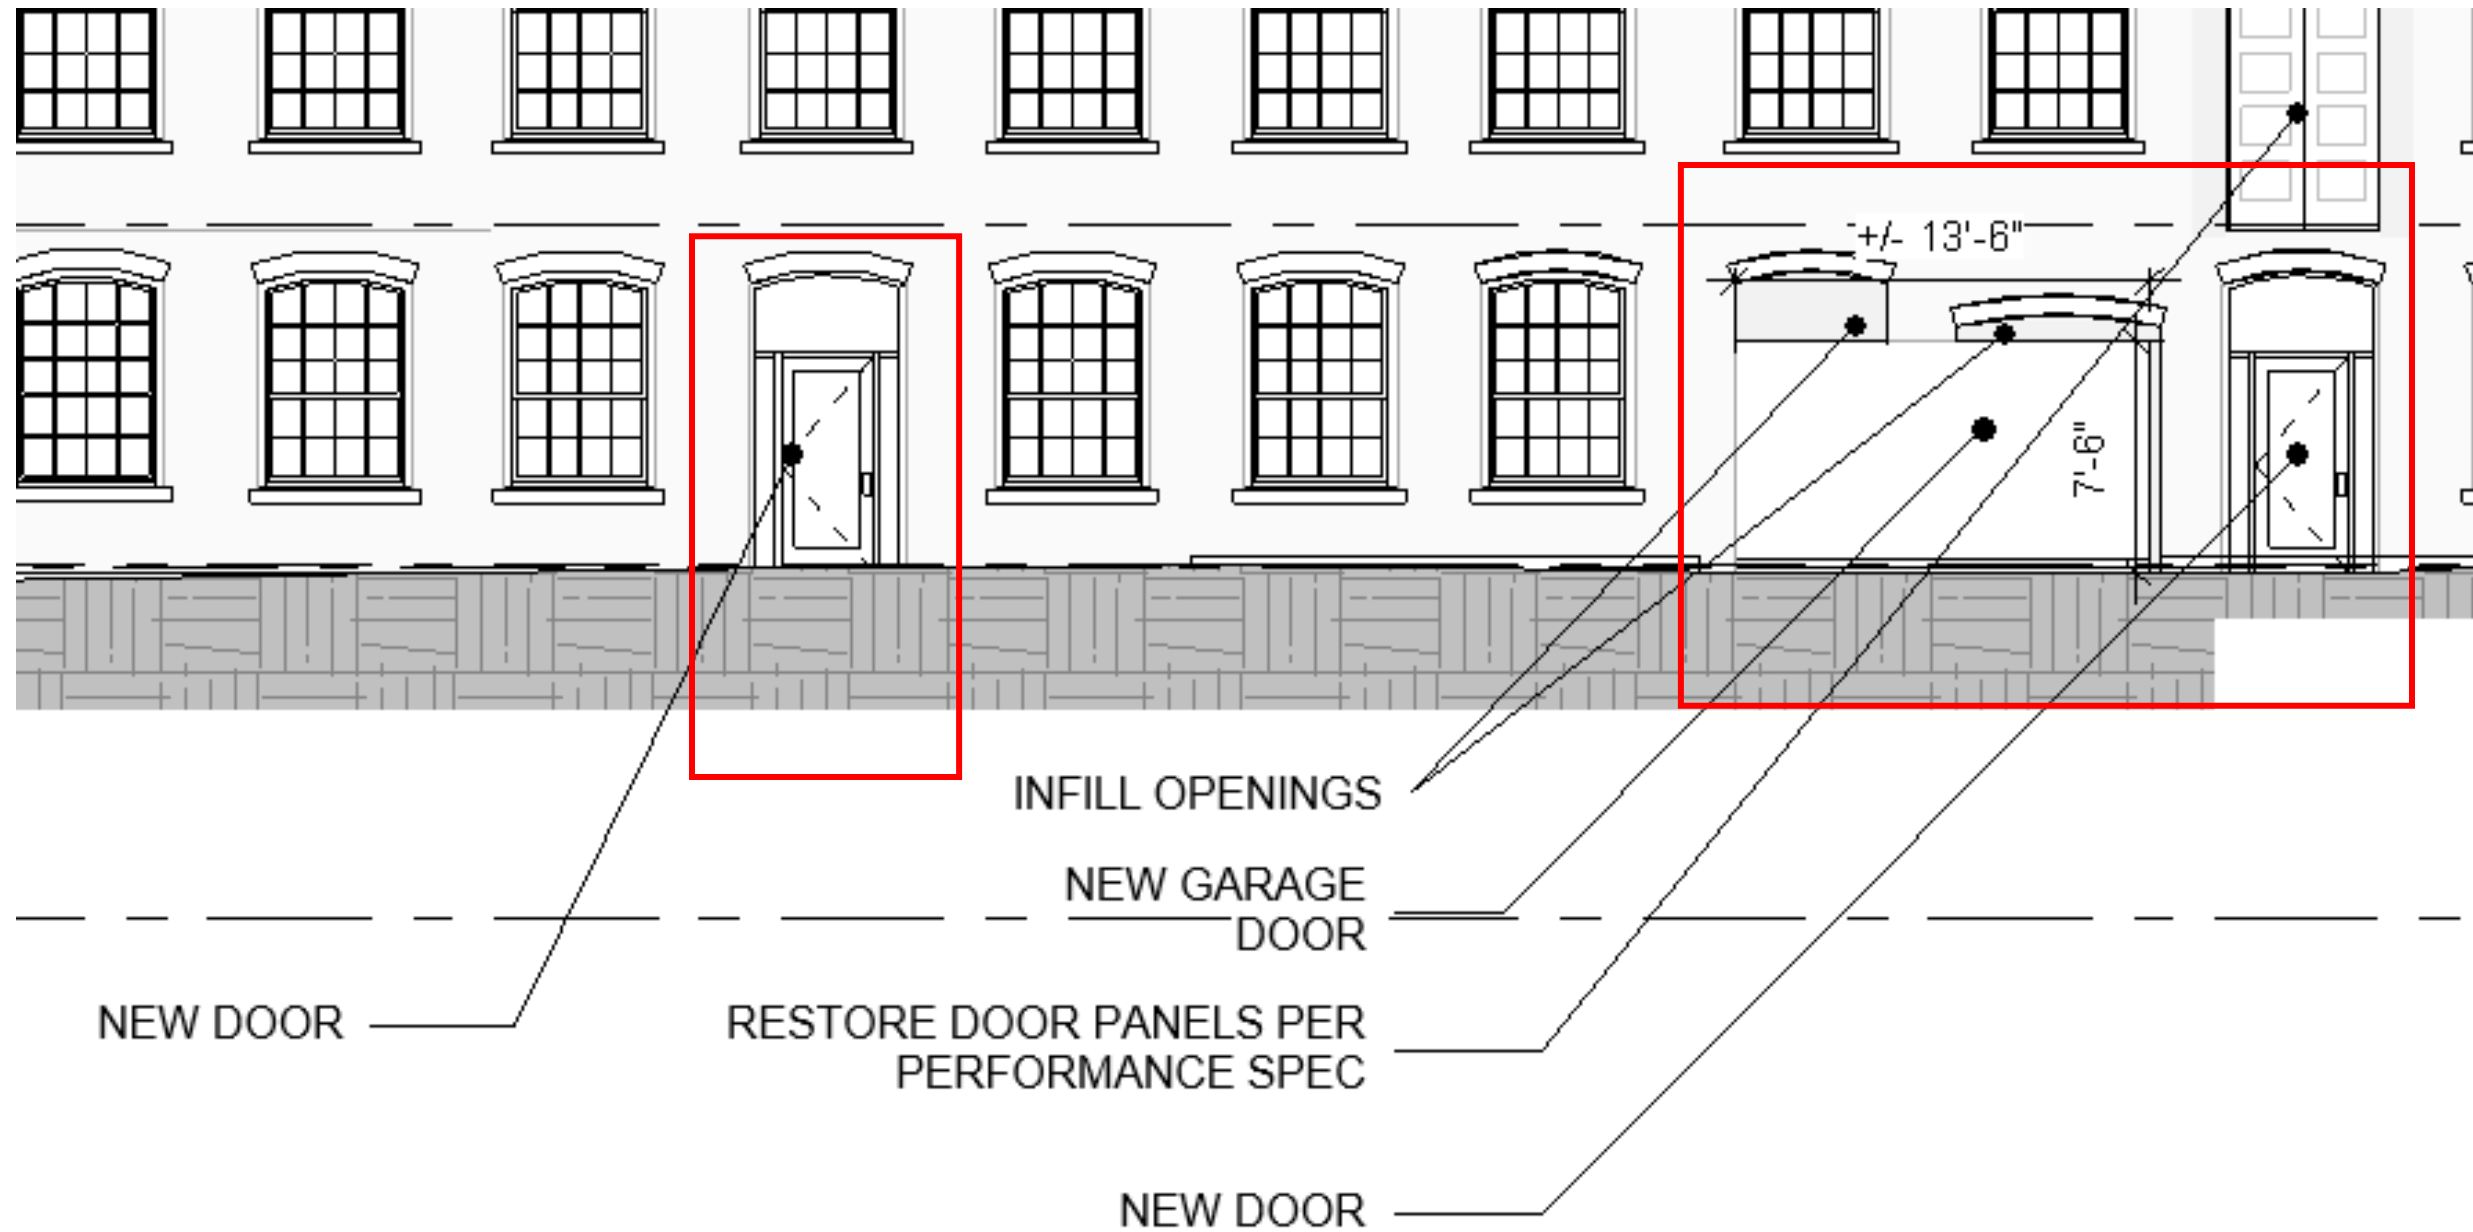 +/- 13'-6"
7'-6"
INFILL OPENINGS
NEW GARAGE
DOOR
NEW DOOR
RESTORE DOOR PANELS PER
PERFORMANCE SPEC
NEW DOOR